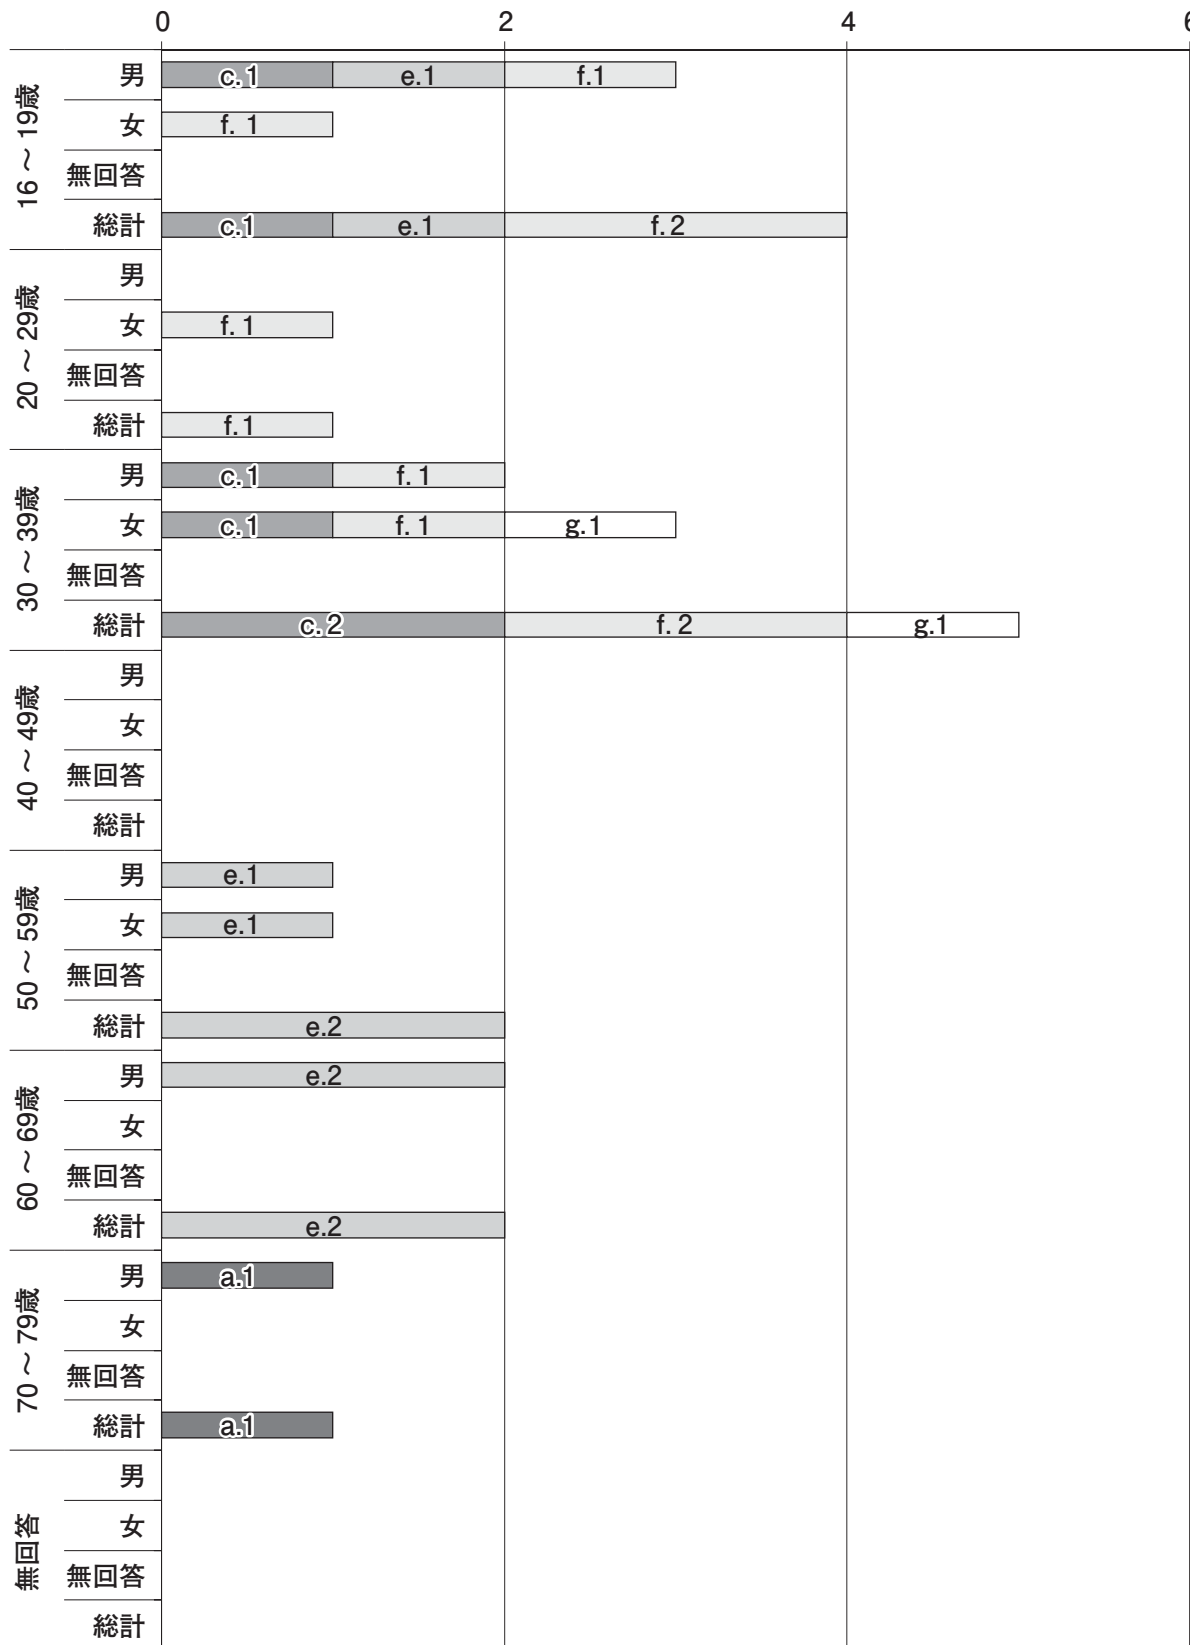 0 2 4 6
16～19歳
男 c.1 e.1 f.1
女 f.1
無回答
総計 c.1 e.1 f.2
20～29歳
男
女 f.1
無回答
総計 f.1
30～39歳
男 c.1 f.1
女 c.1 f.1 g.1
無回答
総計 c.2 f.2 g.1
40～49歳
男
女
無回答
総計
50～59歳
男 e.1
女 e.1
無回答
総計 e.2
60～69歳
男 e.2
女
無回答
総計 e.2
70～79歳
男 a.1
女
無回答
総計 a.1
無回答
男
女
無回答
総計